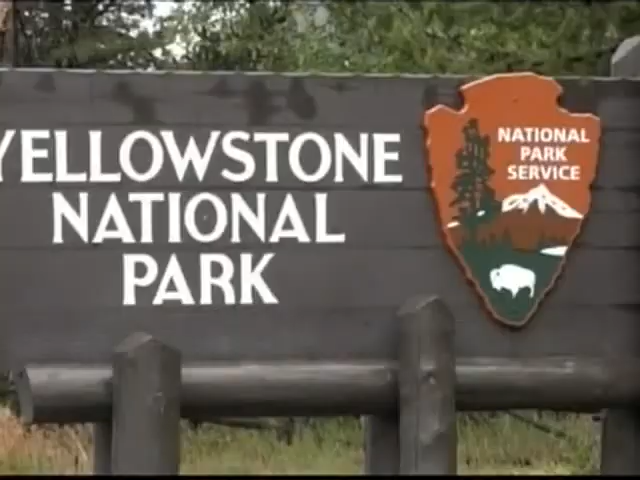 YELLOWSTONE
NATIONAL
PARK
NATIONAL
PARK
SERVICE